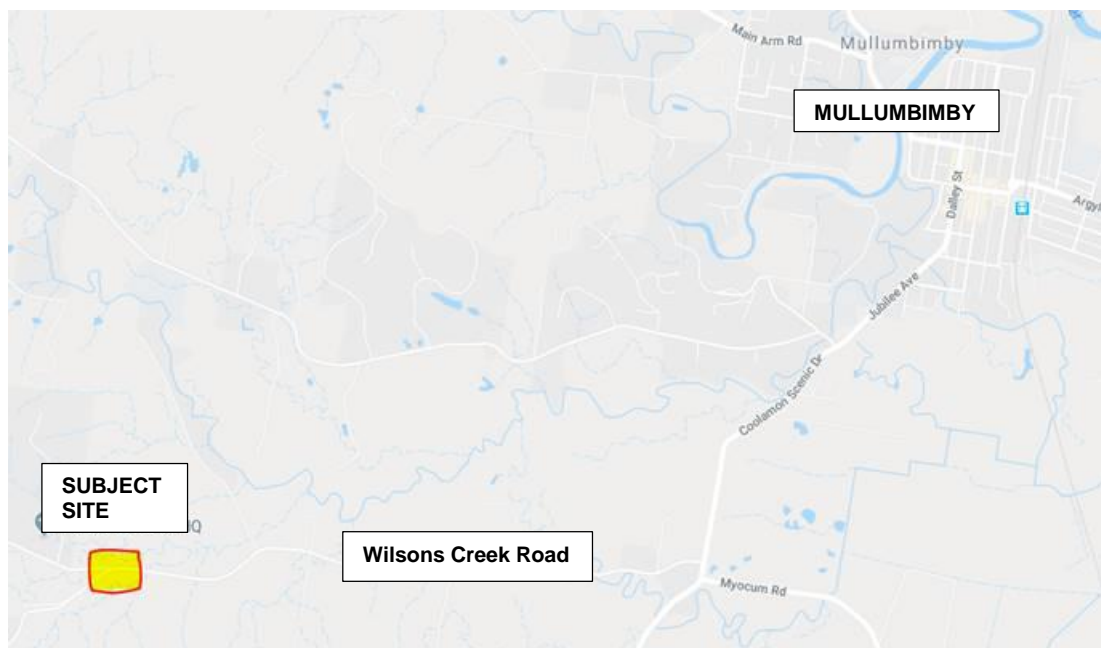 Main Arm Rd
Mullumbimby
MULLUMBIMBY
Dalley St
Argyl
Jubilee Ave
Coolamon Scenic Dr
SUBJECT
SITE
Q
Wilsons Creek Road
Myocum Rd